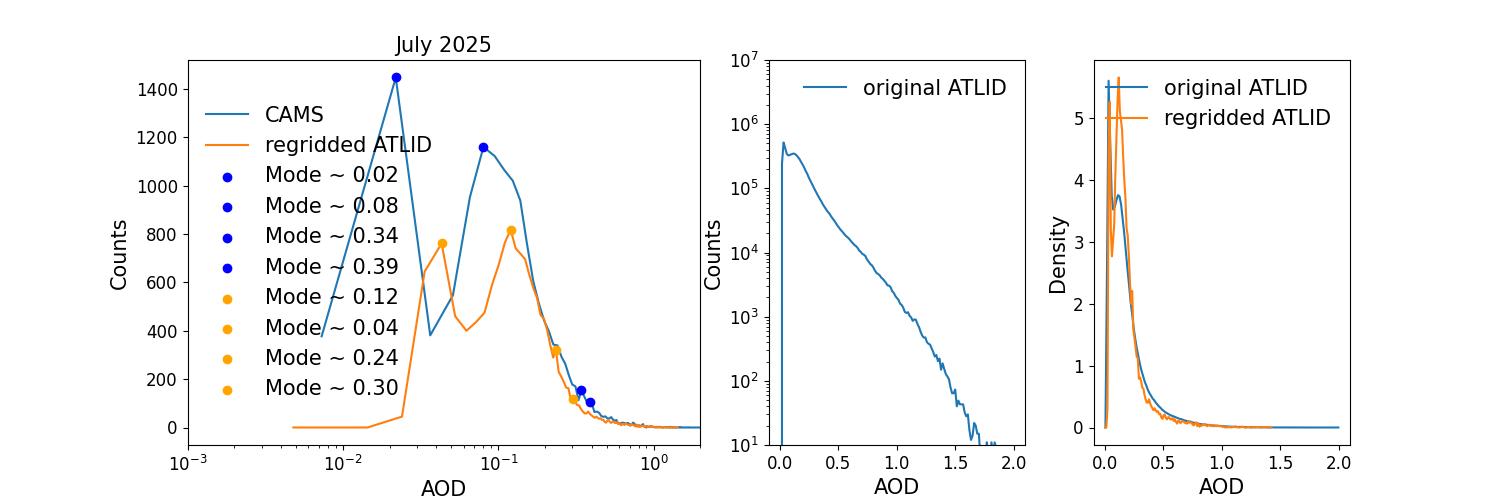 July 2025
Counts
1400
1200
1000
800
600
400
200
0
CAMS
regridded ATLID
Mode ~ 0.02
Mode ~ 0.08
Mode ~ 0.34
Mode ~ 0.39
Mode ~ 0.12
Mode ~ 0.04
Mode ~ 0.24
Mode ~ 0.30
10⁻³ 10⁻² 10⁻¹ 10⁰
AOD
Counts
10⁷
10⁶
10⁵
10⁴
10³
10²
10¹
original ATLID
0.0 0.5 1.0 1.5 2.0
AOD
Density
5
4
3
2
1
0
original ATLID
regridded ATLID
0.0 0.5 1.0 1.5 2.0
AOD